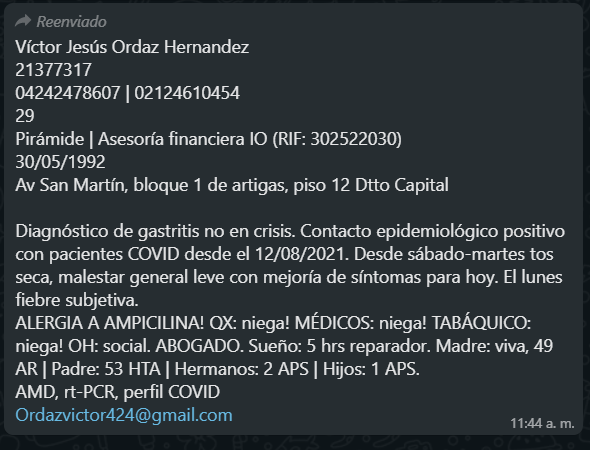 Reenviado
Víctor Jesús Ordaz Hernandez
21377317
04242478607 | 02124610454
29
Pirámide | Asesoría financiera IO (RIF: 302522030)
30/05/1992
Av San Martín, bloque 1 de artigas, piso 12 Dtto Capital
Diagnóstico de gastritis no en crisis. Contacto epidemiológico positivo
con pacientes COVID desde el 12/08/2021. Desde sábado-martes tos
seca, malestar general leve con mejoría de síntomas para hoy. El lunes
fiebre subjetiva.
ALERGIA A AMPICILINA! QX: niega! MÉDICOS: niega! TABÁQUICO:
niega! OH: social. ABOGADO. Sueño: 5 hrs reparador. Madre: viva, 49
AR | Padre: 53 HTA | Hermanos: 2 APS | Hijos: 1 APS.
AMD, rt-PCR, perfil COVID
Ordazvictor424@gmail.com
11:44 a. m.